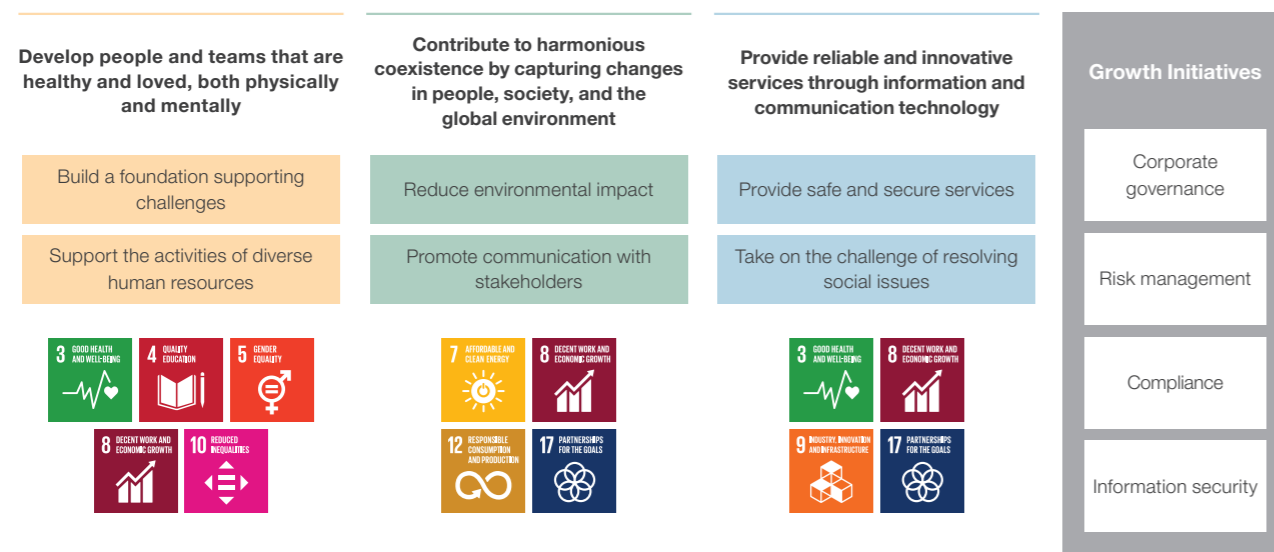 Develop people and teams that are
healthy and loved, both physically
and mentally
Build a foundation supporting
challenges
Support the activities of diverse
human resources
3 GOOD HEALTH
AND WELL-BEING
4 QUALITY
EDUCATION
5 GENDER
EQUALITY
8 DECENT WORK AND
ECONOMIC GROWTH
10 REDUCED
INEQUALITIES
Contribute to harmonious
coexistence by capturing changes
in people, society, and the
global environment
Reduce environmental impact
Promote communication with
stakeholders
7 AFFORDABLE AND
CLEAN ENERGY
8 DECENT WORK AND
ECONOMIC GROWTH
12 RESPONSIBLE
CONSUMPTION
AND PRODUCTION
17 PARTNERSHIPS
FOR THE GOALS
Provide reliable and innovative
services through information and
communication technology
Provide safe and secure services
Take on the challenge of resolving
social issues
3 GOOD HEALTH
AND WELL-BEING
8 DECENT WORK AND
ECONOMIC GROWTH
9 INDUSTRY, INNOVATION
AND INFRASTRUCTURE
17 PARTNERSHIPS
FOR THE GOALS
Growth Initiatives
Corporate
governance
Risk management
Compliance
Information security